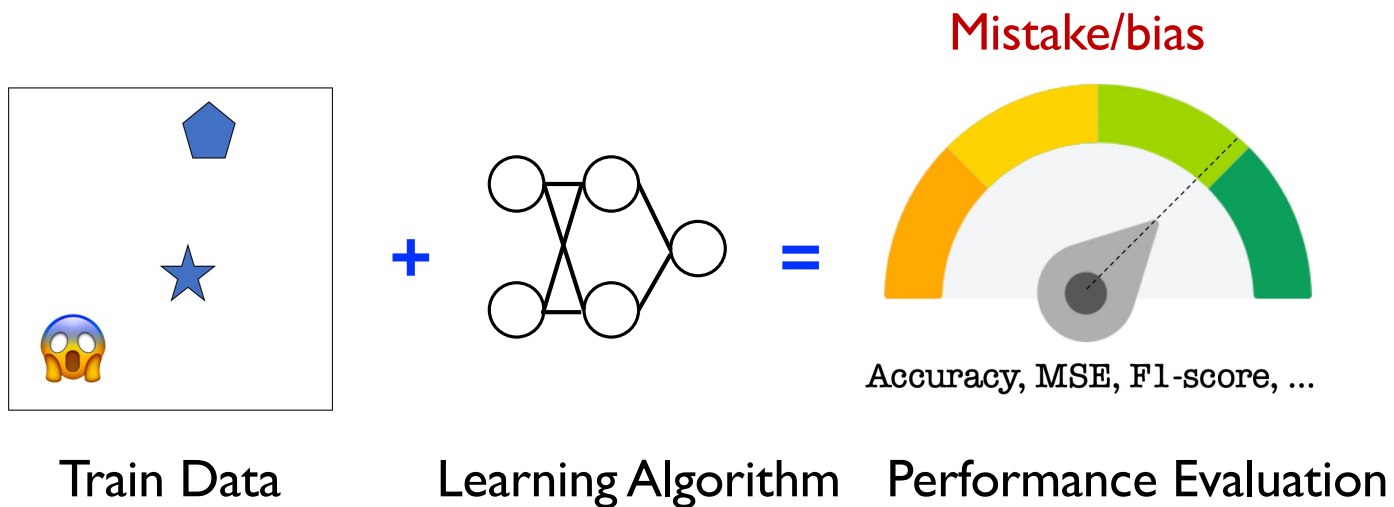 Mistake/bias
+
=
Accuracy, MSE, F1-score, ...
Train Data
Learning Algorithm
Performance Evaluation